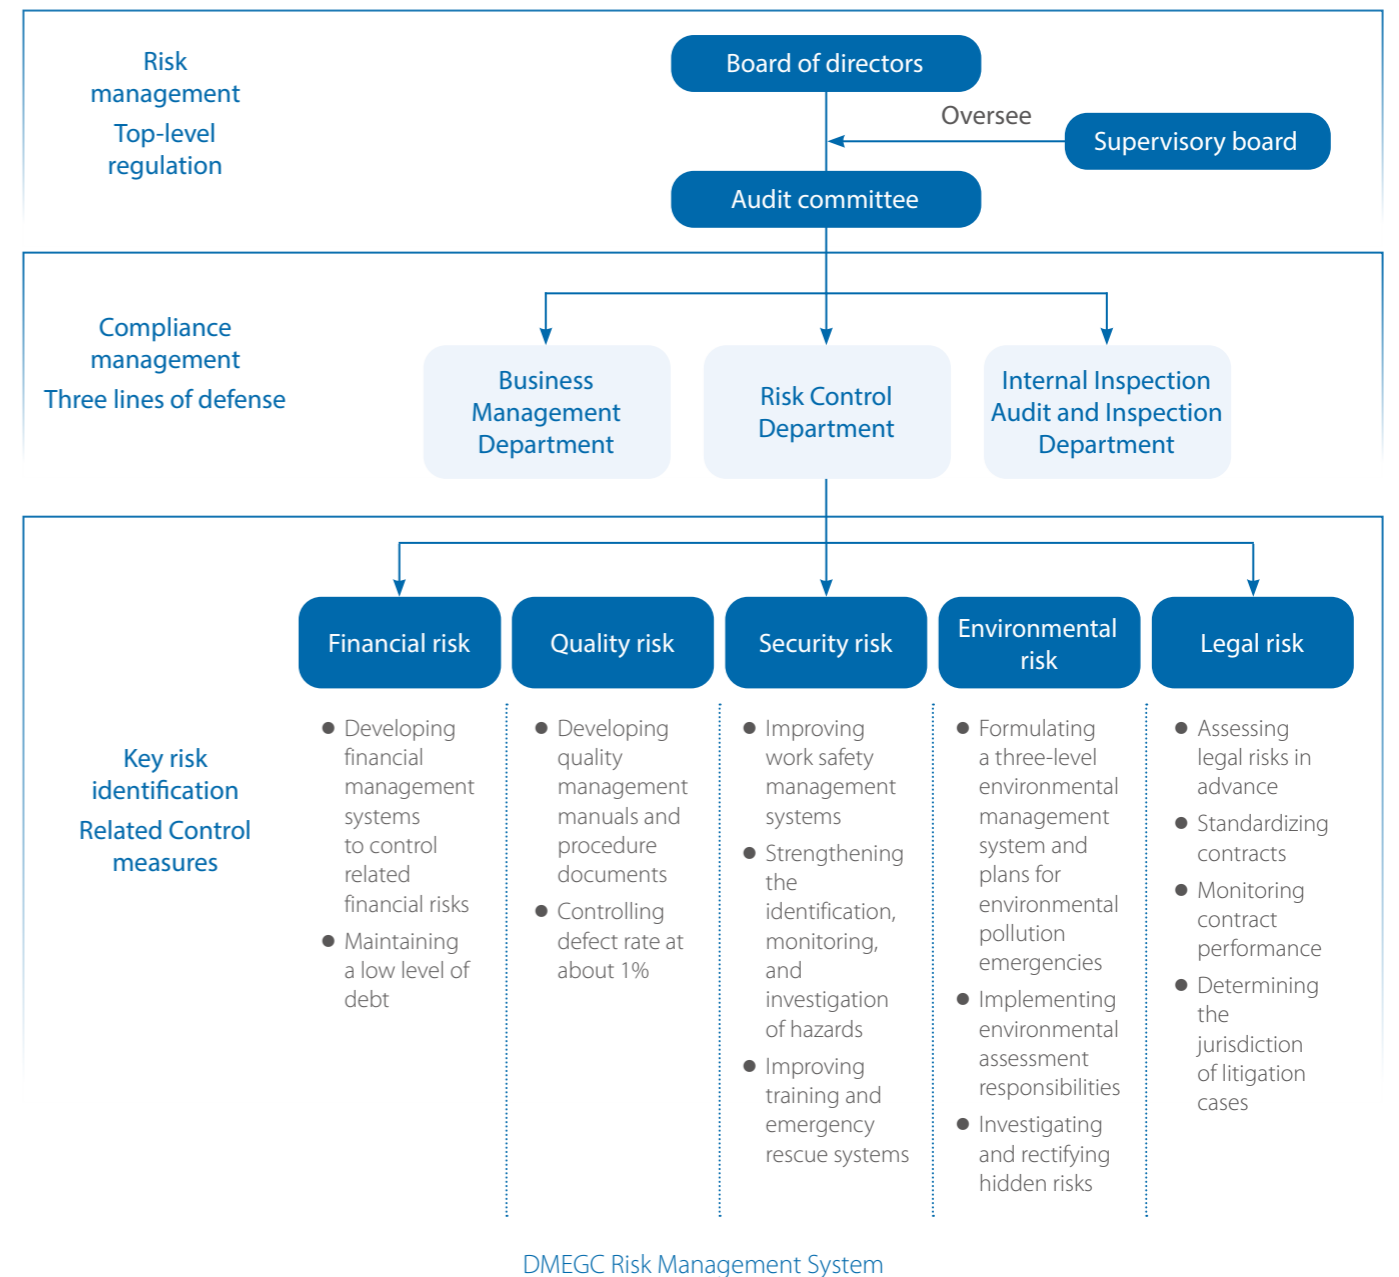 Risk
management
Top-level
regulation
Board of directors
Oversee
Supervisory board
Audit committee
Compliance
management
Three lines of defense
Business
Management
Department
Risk Control
Department
Internal Inspection
Audit and Inspection
Department
Key risk
identification
Related Control
measures
Financial risk
● Developing
financial
management
systems
to control
related
financial risks
● Maintaining
a low level of
debt
Quality risk
● Developing
quality
management
manuals and
procedure
documents
● Controlling
defect rate at
about 1%
Security risk
● Improving
work safety
management
systems
● Strengthening
the
identification,
monitoring,
and
investigation
of hazards
● Improving
training and
emergency
rescue systems
Environmental
risk
● Formulating
a three-level
environmental
management
system and
plans for
environmental
pollution
emergencies
● Implementing
environmental
assessment
responsibilities
● Investigating
and rectifying
hidden risks
Legal risk
● Assessing
legal risks in
advance
● Standardizing
contracts
● Monitoring
contract
performance
● Determining
the
jurisdiction
of litigation
cases
DMEGC Risk Management System